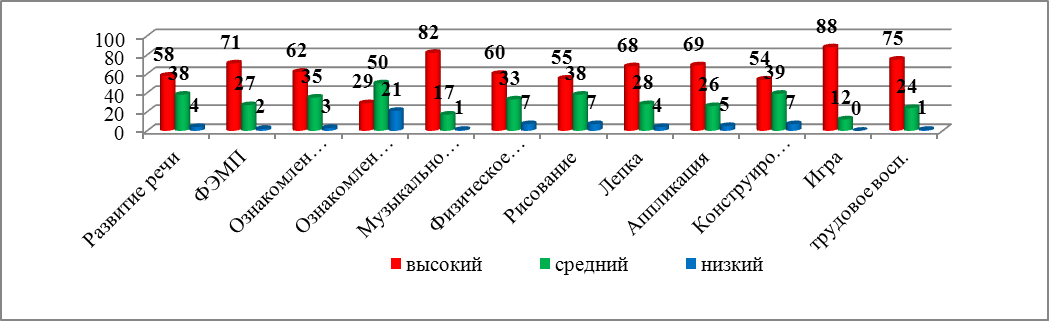 100
80
60
40
20
0
58 38 4
71 27 2
62 35 3
29 50 21
82 17 1
60 33 7
55 38 7
68 28 4
69 26 5
54 39 7
88 12 0
75 24 1
Развитие речи
ФЭМП
Ознакомлен…
Ознакомлен…
Музыкально…
Физическое…
Рисование
Лепка
Аппликация
Конструиро…
Игра
трудовое восп.
высокий средний низкий